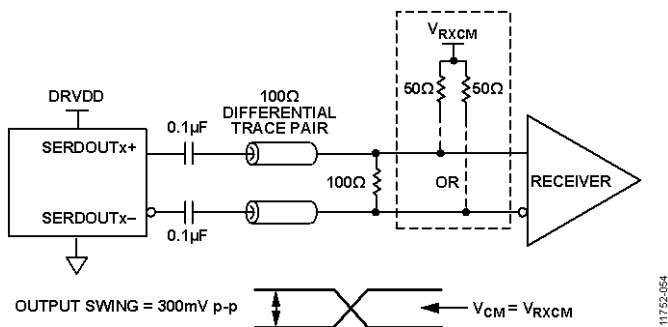 VRXCM
DRVDD
100Ω
DIFFERENTIAL
TRACE PAIR
50Ω 50Ω
0.1µF
SERDOUTx+
100Ω
OR
RECEIVER
SERDOUTx–
0.1µF
OUTPUT SWING = 300mV p-p
VCM = VRXCM
11752-054